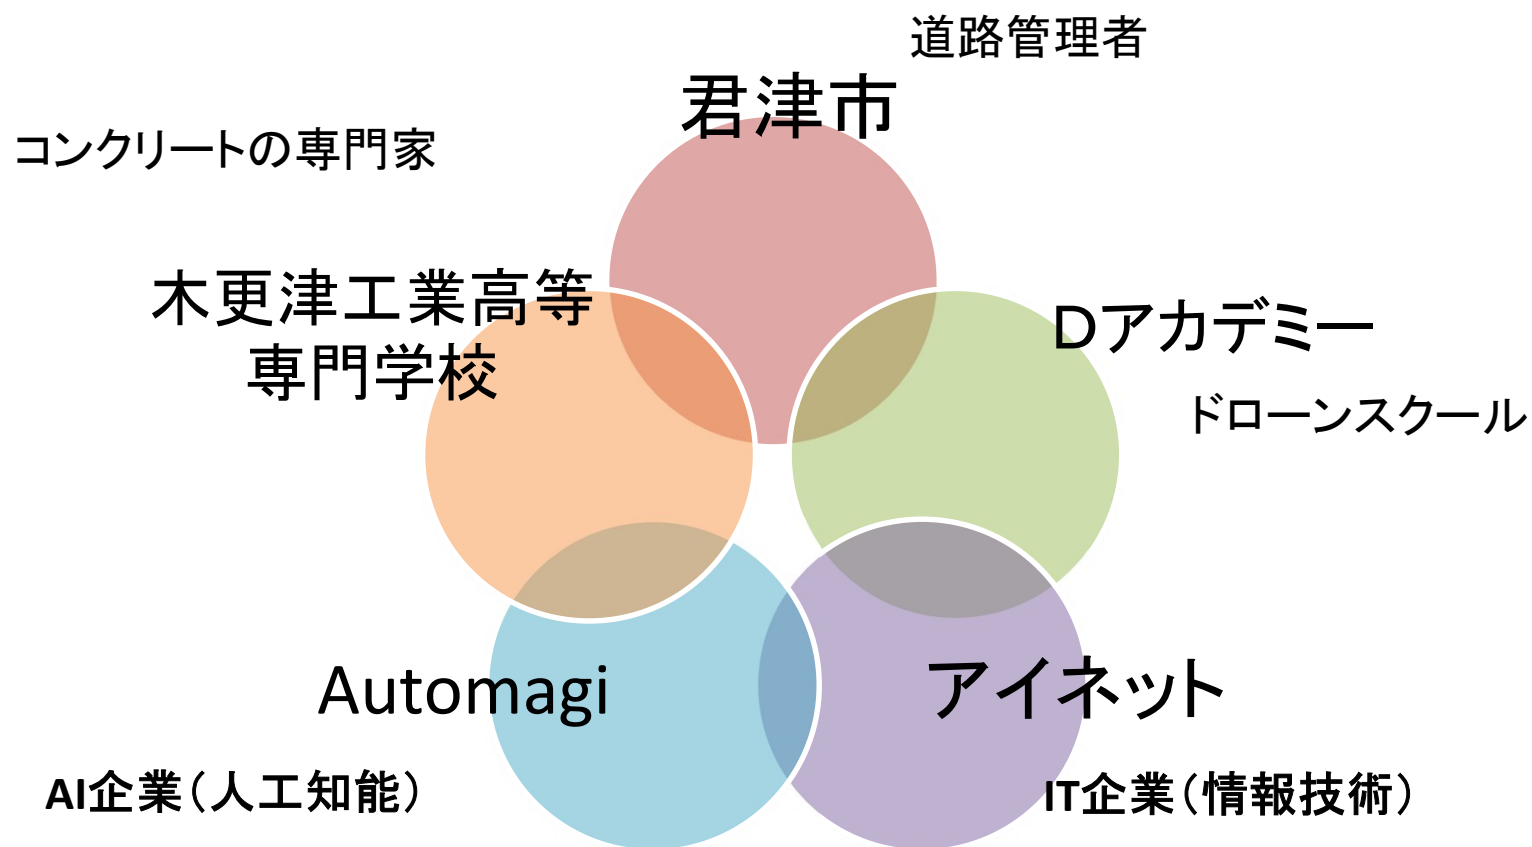 道路管理者
君津市
コンクリートの専門家
木更津工業高等
専門学校
Dアカデミー
ドローンスクール
Automagi
アイネット
AI企業（人工知能）
IT企業（情報技術）